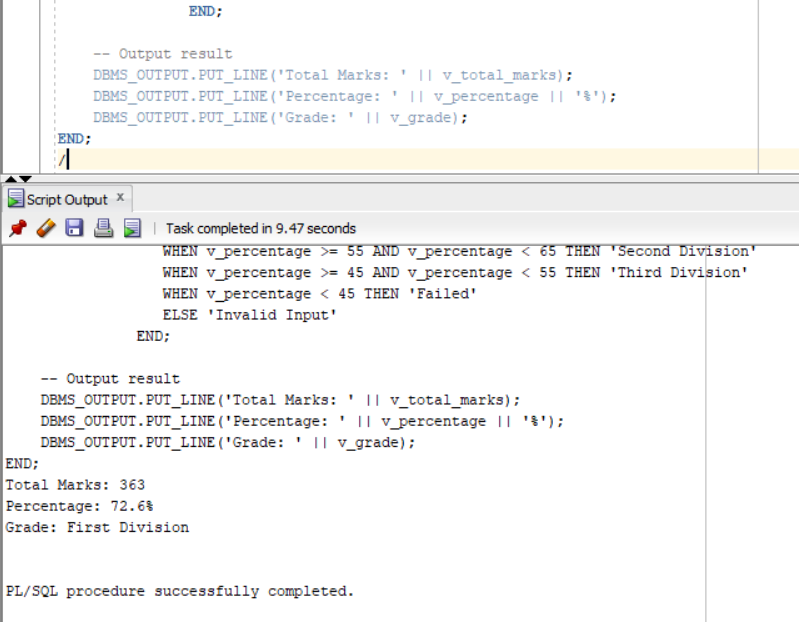 END;
-- Output result
DBMS_OUTPUT.PUT_LINE('Total Marks: ' || v_total_marks);
DBMS_OUTPUT.PUT_LINE('Percentage: ' || v_percentage || '%');
DBMS_OUTPUT.PUT_LINE('Grade: ' || v_grade);
END;
/
Script Output x
Task completed in 9.47 seconds
WHEN v_percentage >= 55 AND v_percentage < 65 THEN 'Second Division'
WHEN v_percentage >= 45 AND v_percentage < 55 THEN 'Third Division'
WHEN v_percentage < 45 THEN 'Failed'
ELSE 'Invalid Input'
END;
-- Output result
DBMS_OUTPUT.PUT_LINE('Total Marks: ' || v_total_marks);
DBMS_OUTPUT.PUT_LINE('Percentage: ' || v_percentage || '%');
DBMS_OUTPUT.PUT_LINE('Grade: ' || v_grade);
END;
Total Marks: 363
Percentage: 72.6%
Grade: First Division
PL/SQL procedure successfully completed.